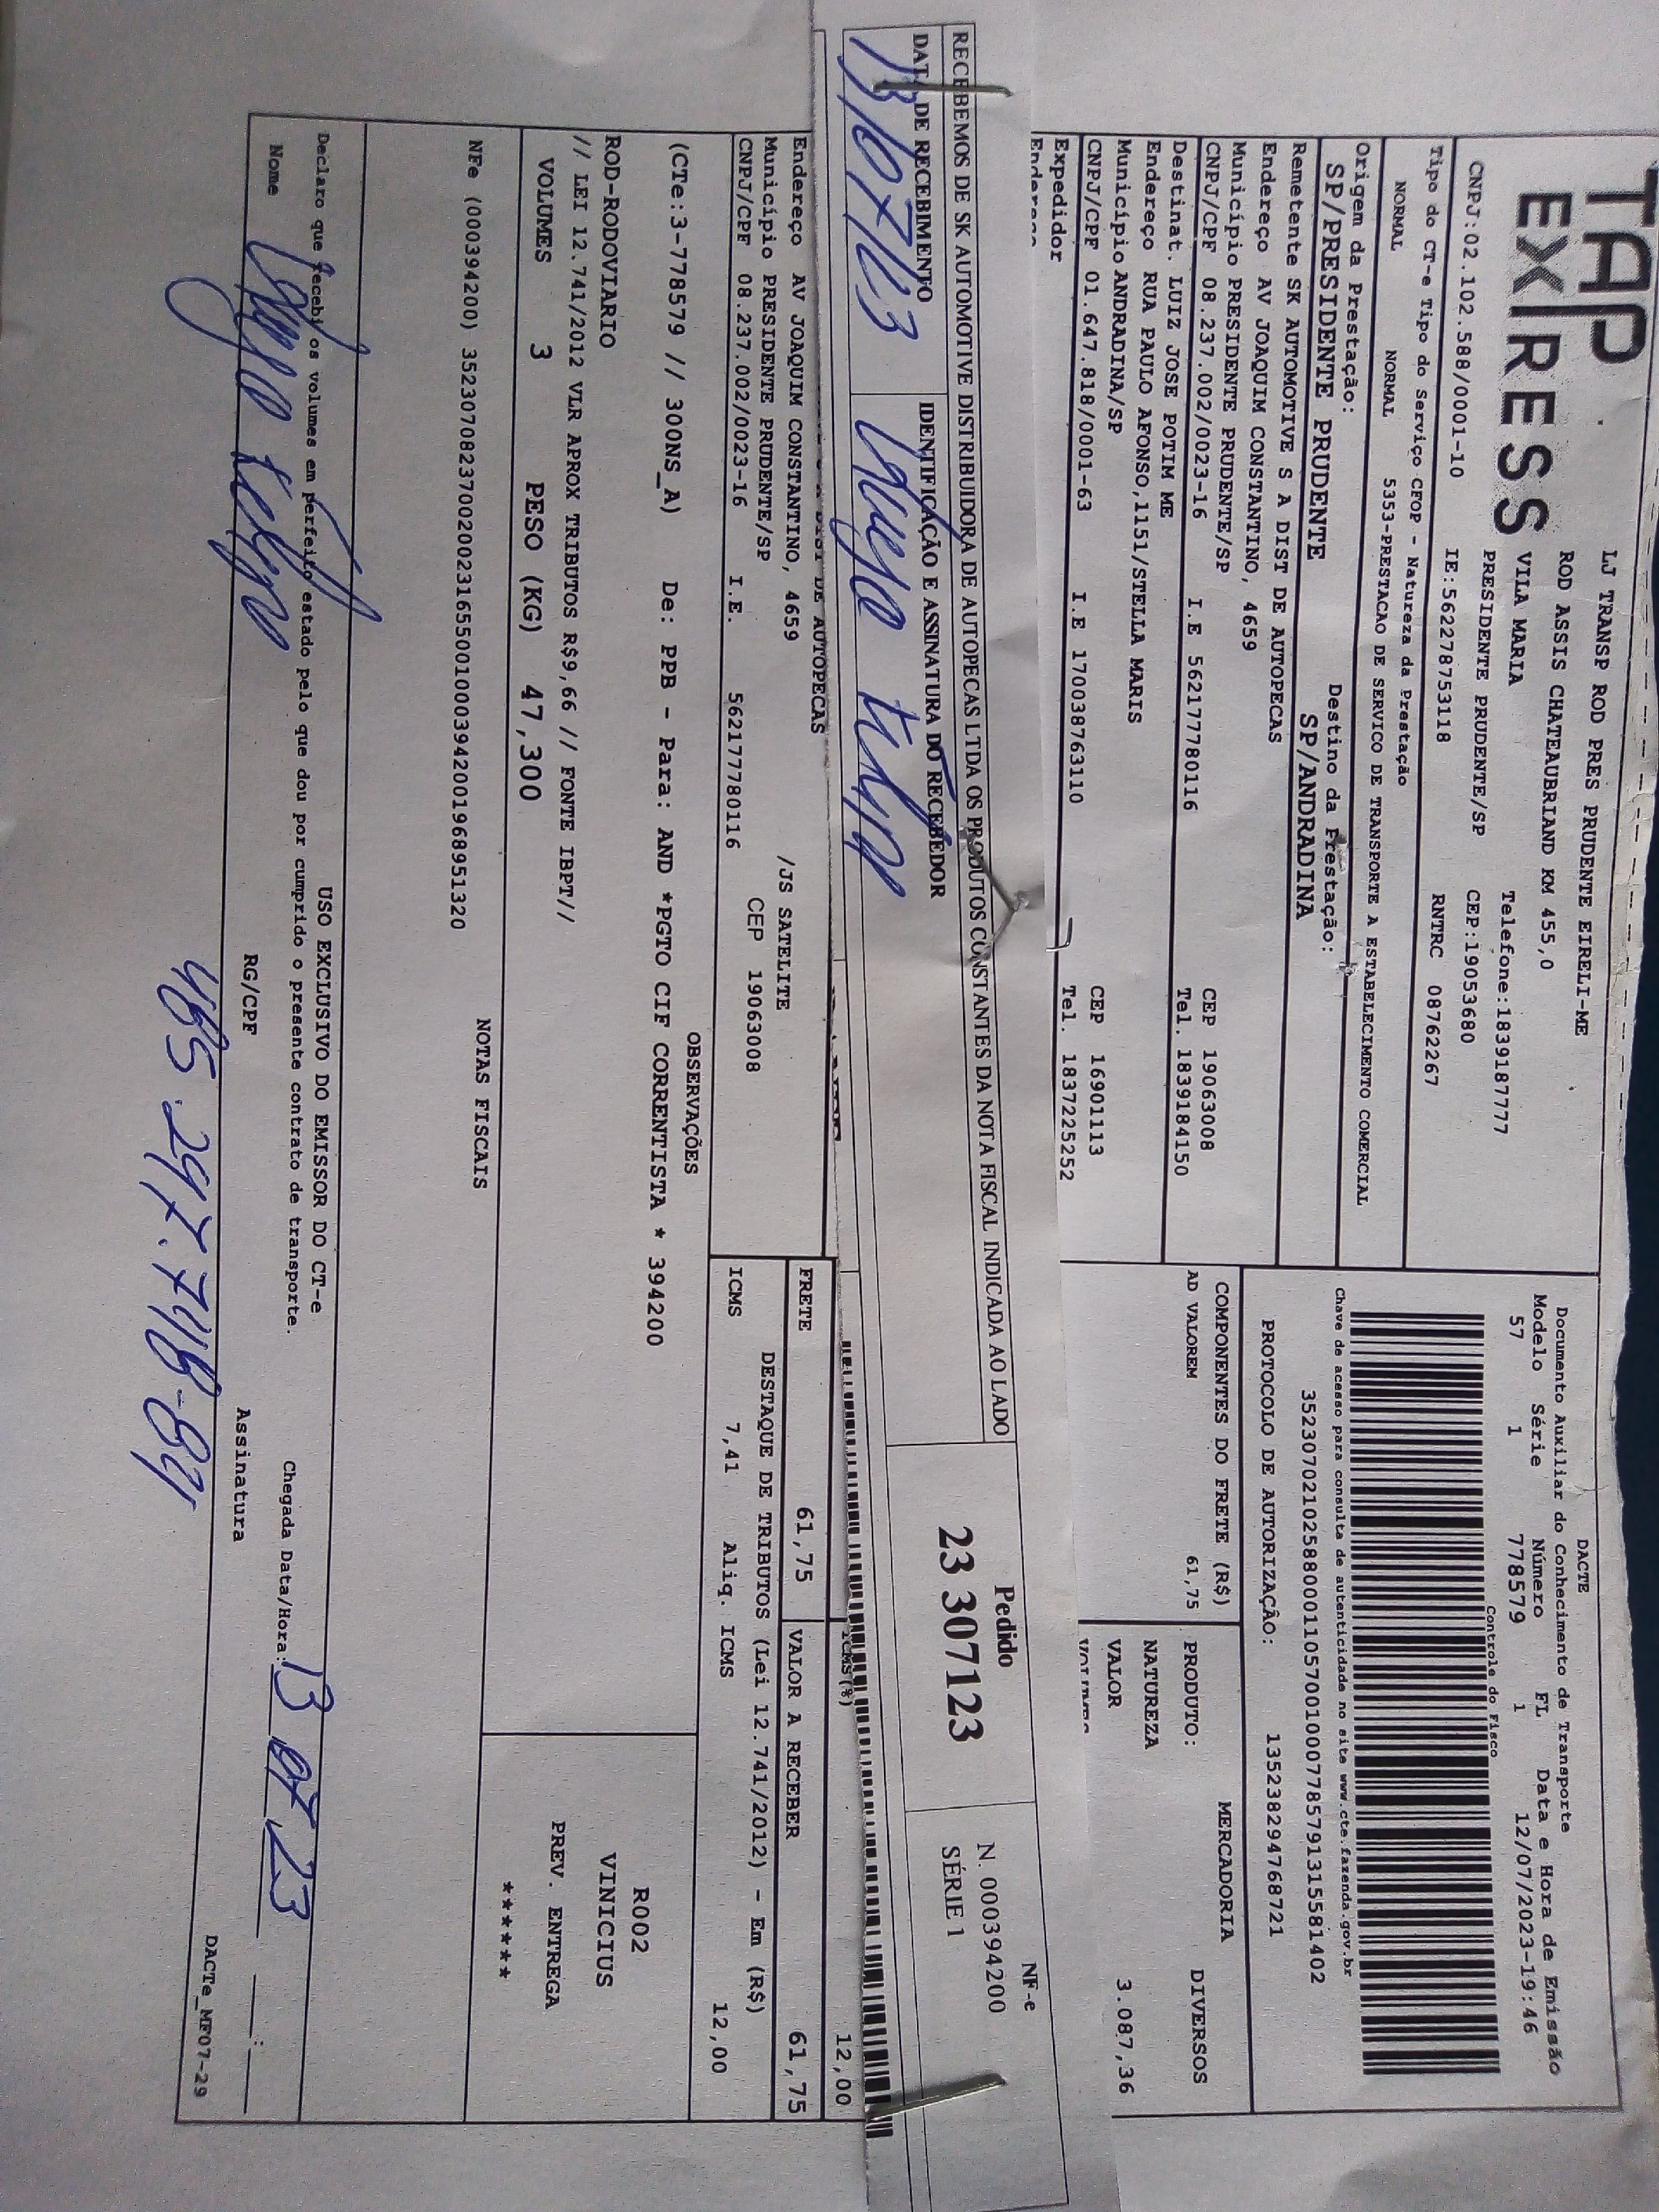 TAP
EXPRESS
LJ TRANSP ROD PRES PRUDENTE EIRELI-ME
ROD ASSIS CHATEAUBRIAND KM 455,0
VILA MARIA
Telefone:1839187777
PRESIDENTE PRUDENTE/SP
CEP:19053680
CNPJ:02.102.588/0001-10
IE:562278753118
RNTRC 08762267
DACTE
Documento Auxiliar do Conhecimento de Transporte
Modelo Série Número FL Data e Hora de Emissão
57 1 778579 1 12/07/2023-19:46
Controle do Fisco
Chave de acesso para consulta de autenticidade no site www.cte.fazenda.gov.br
35230702102588000110570010007785791315581402
PROTOCOLO DE AUTORIZAÇÃO: 135238294768721
Tipo do CT-e Tipo do Serviço CFOP - Natureza da Prestação
NORMAL NORMAL 5353-PRESTACAO DE SERVICO DE TRANSPORTE A ESTABELECIMENTO COMERCIAL
Origem da Prestação: Destino da Prestação:
SP/PRESIDENTE PRUDENTE SP/ANDRADINA
Remetente SK AUTOMOTIVE S A DIST DE AUTOPECAS
Endereço AV JOAQUIM CONSTANTINO, 4659
Município PRESIDENTE PRUDENTE/SP CEP 19063008
CNPJ/CPF 08.237.002/0023-16 I.E 562177780116 Tel. 1839184150
Destinat. LUIZ JOSE POTIM ME
Endereço RUA PAULO AFONSO,1151/STELLA MARIS
Município ANDRADINA/SP CEP 16901113
CNPJ/CPF 01.647.818/0001-63 I.E 170038763110 Tel. 1837225252
Expedidor
Endereço
COMPONENTES DO FRETE (R$)
AD VALOREM 61,75
MERCADORIA
PRODUTO: DIVERSOS
NATUREZA
VALOR 3.087,36
VOLUMES
RECEBEMOS DE SK AUTOMOTIVE DISTRIBUIDORA DE AUTOPECAS LTDA OS PRODUTOS CONSTANTES DA NOTA FISCAL INDICADA AO LADO
DATA DE RECEBIMENTO IDENTIFICAÇÃO E ASSINATURA DO RECEBEDOR
13/07/23
Pedido
23 307123
NF-e
N. 000394200
SÉRIE 1
DIST DE AUTOPECAS
Endereço AV JOAQUIM CONSTANTINO, 4659 /JS SATELITE
Município PRESIDENTE PRUDENTE/SP CEP 19063008
CNPJ/CPF 08.237.002/0023-16 I.E. 562177780116
ICMS(%) 12,00
FRETE 61,75 VALOR A RECEBER 61,75
DESTAQUE DE TRIBUTOS (Lei 12.741/2012) - Em (R$)
ICMS 7,41 Aliq. ICMS 12,00
OBSERVAÇÕES
(CTe:3-778579 // 300NS_A) De: PPB - Para: AND *PGTO CIF CORRENTISTA * 394200
ROD-RODOVIARIO
// LEI 12.741/2012 VLR APROX TRIBUTOS R$9,66 // FONTE IBPT//
VOLUMES 3 PESO (KG) 47,300
R002
VINICIUS
PREV. ENTREGA
******
NOTAS FISCAIS
NFe (000394200) 35230708237002002316550010003942001968951320
USO EXCLUSIVO DO EMISSOR DO CT-e
Declaro que recebi os volumes em perfeito estado pelo que dou por cumprido o presente contrato de transporte.
Chegada Data/Hora: 13 07 23 __:__
Nome RG/CPF Assinatura
485.297.718-89
DACTe_MF07-29